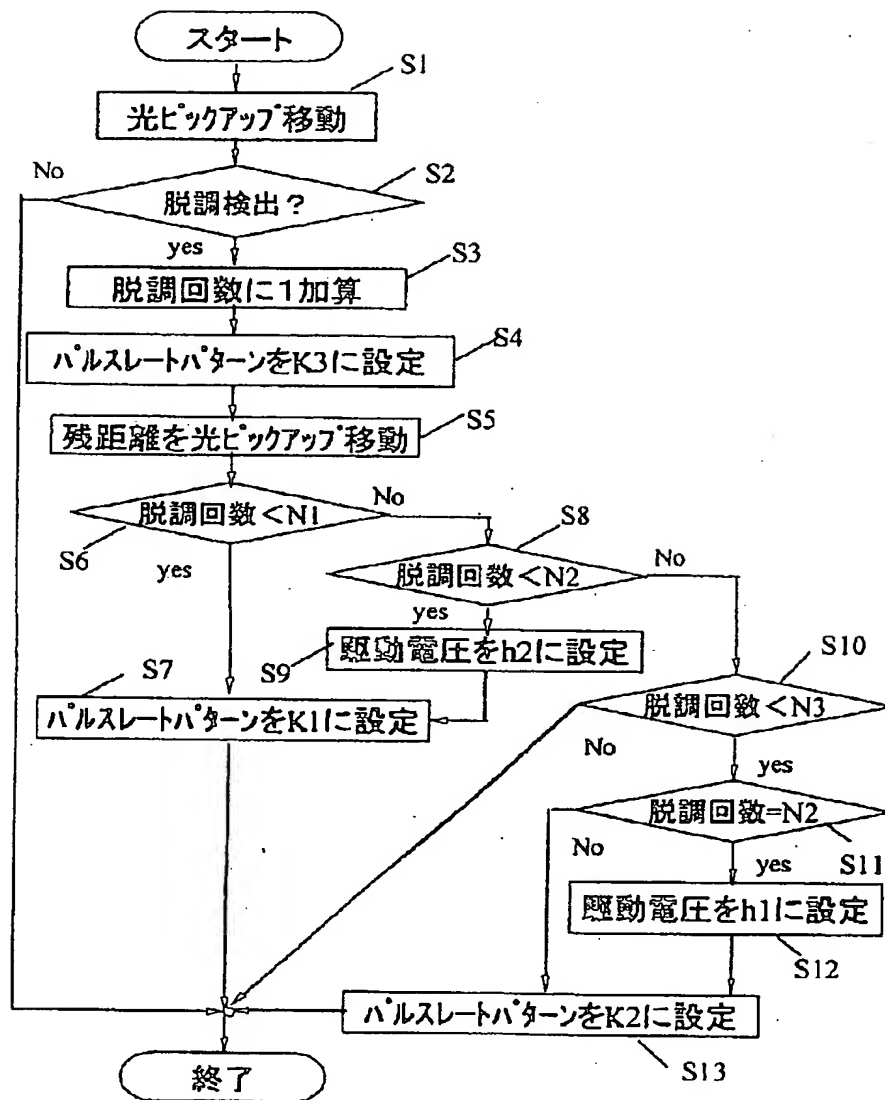 スタート
S1
光ピックアップ移動
No
S2
脱調検出?
yes
S3
脱調回数に1加算
S4
パルスレートパターンをK3に設定
S5
残距離を光ピックアップ移動
No
脱調回数<N1
S6
yes
S8
No
脱調回数<N2
yes
S9
駆動電圧をh2に設定
S7
パルスレートパターンをK1に設定
S10
脱調回数<N3
No
yes
脱調回数=N2
No
S11
yes
駆動電圧をh1に設定
S12
パルスレートパターンをK2に設定
S13
終了